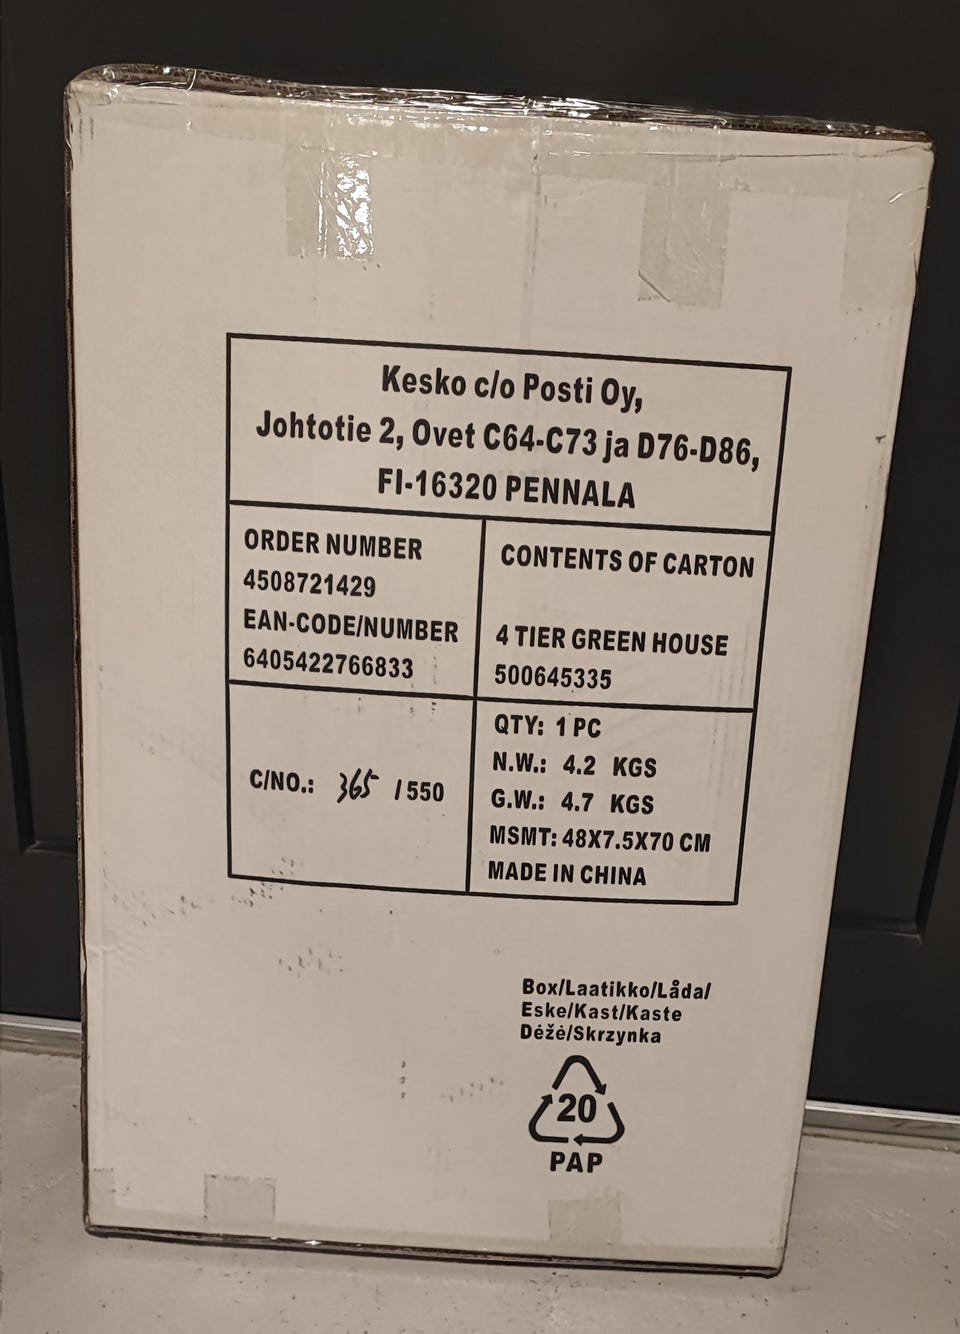 Kesko c/o Posti Oy,
Johtotie 2, Ovet C64-C73 ja D76-D86,
FI-16320 PENNALA
ORDER NUMBER
4508721429
EAN-CODE/NUMBER
6405422766833
CONTENTS OF CARTON
4 TIER GREEN HOUSE
500645335
C/NO.: 365 / 550
QTY: 1 PC
N.W.: 4.2 KGS
G.W.: 4.7 KGS
MSMT: 48X7.5X70 CM
MADE IN CHINA
Box/Laatikko/Låda/
Eske/Kast/Kaste
Dėžė/Skrzynka
20
PAP